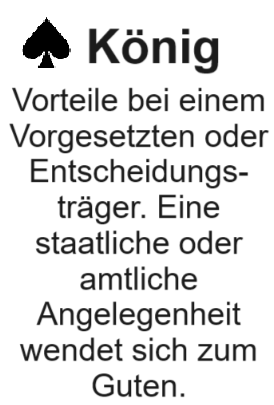 ♠ König
Vorteile bei einem
Vorgesetzten oder
Entscheidungs-
träger. Eine
staatliche oder
amtliche
Angelegenheit
wendet sich zum
Guten.